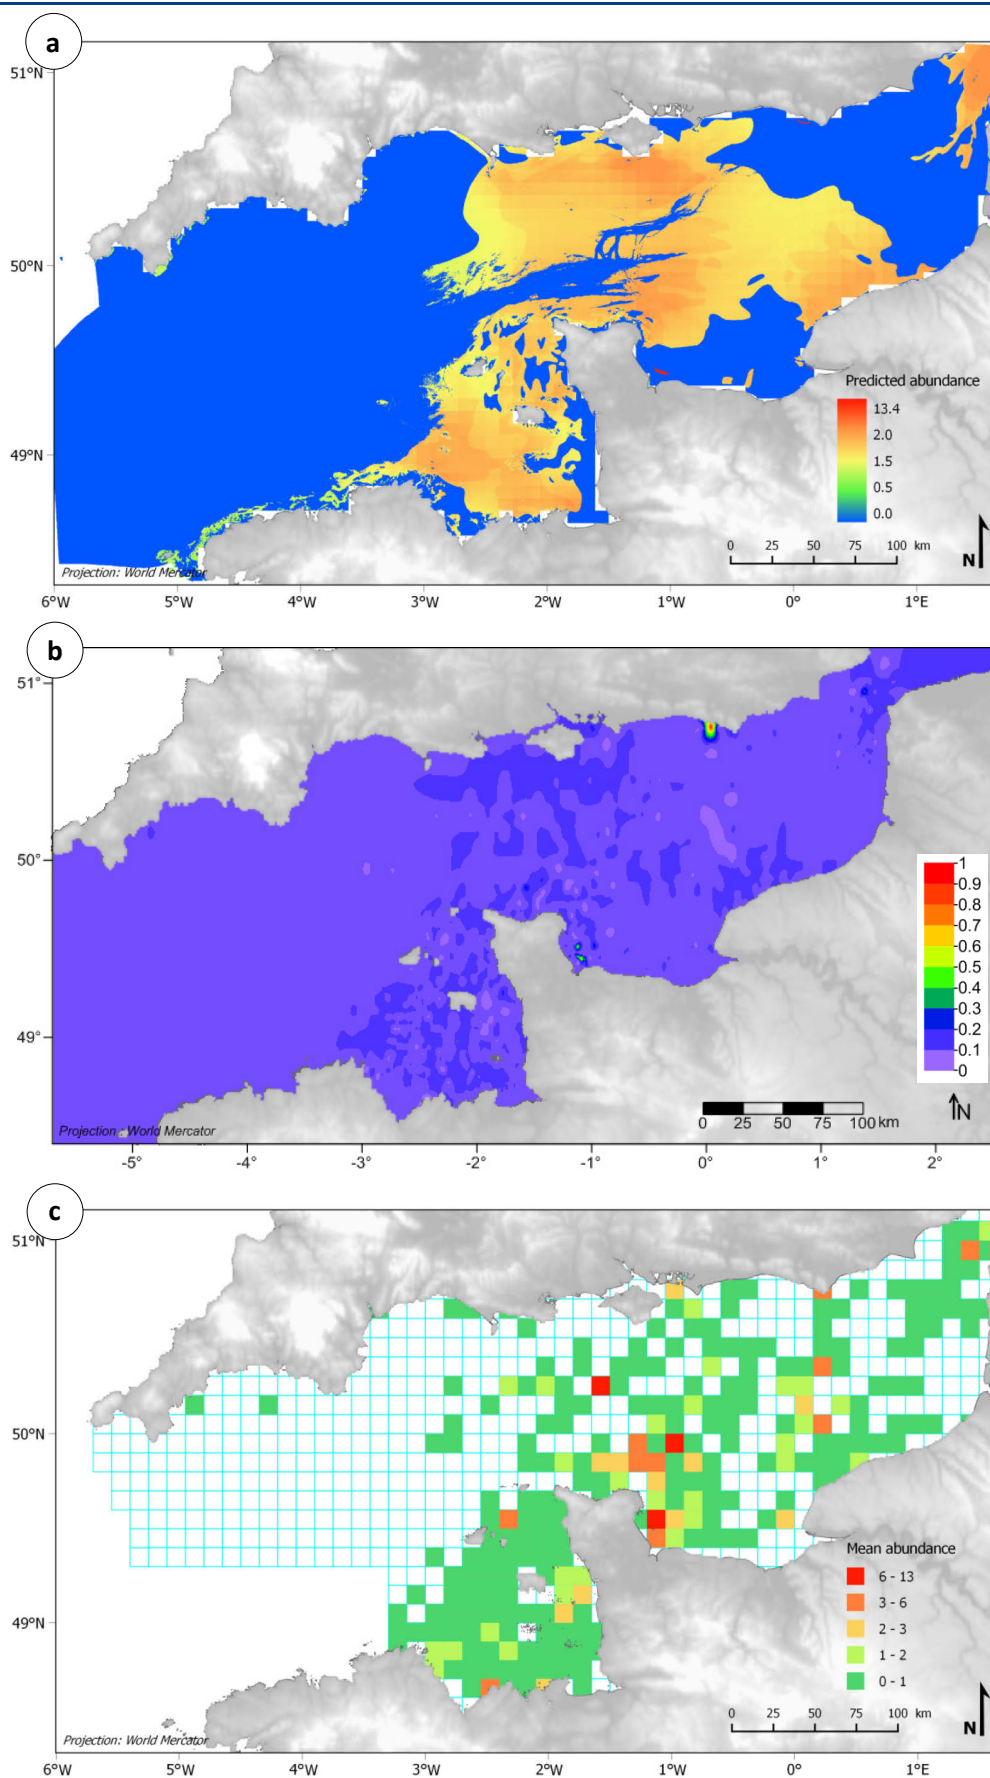 a
51°N
50°N
49°N
Predicted abundance
13.4
2.0
1.5
0.5
0.0
0 25 50 75 100 km
N
Projection: World Mercator
6°W 5°W 4°W 3°W 2°W 1°W 0° 1°E
b
51°
50°
49°
1
0.9
0.8
0.7
0.6
0.5
0.4
0.3
0.2
0.1
0
N
0 25 50 75 100 km
Projection : World Mercator
-5° -4° -3° -2° -1° 0° 1° 2°
c
51°N
50°N
49°N
Mean abundance
6 - 13
3 - 6
2 - 3
1 - 2
0 - 1
0 25 50 75 100 km
N
Projection: World Mercator
6°W 5°W 4°W 3°W 2°W 1°W 0° 1°E